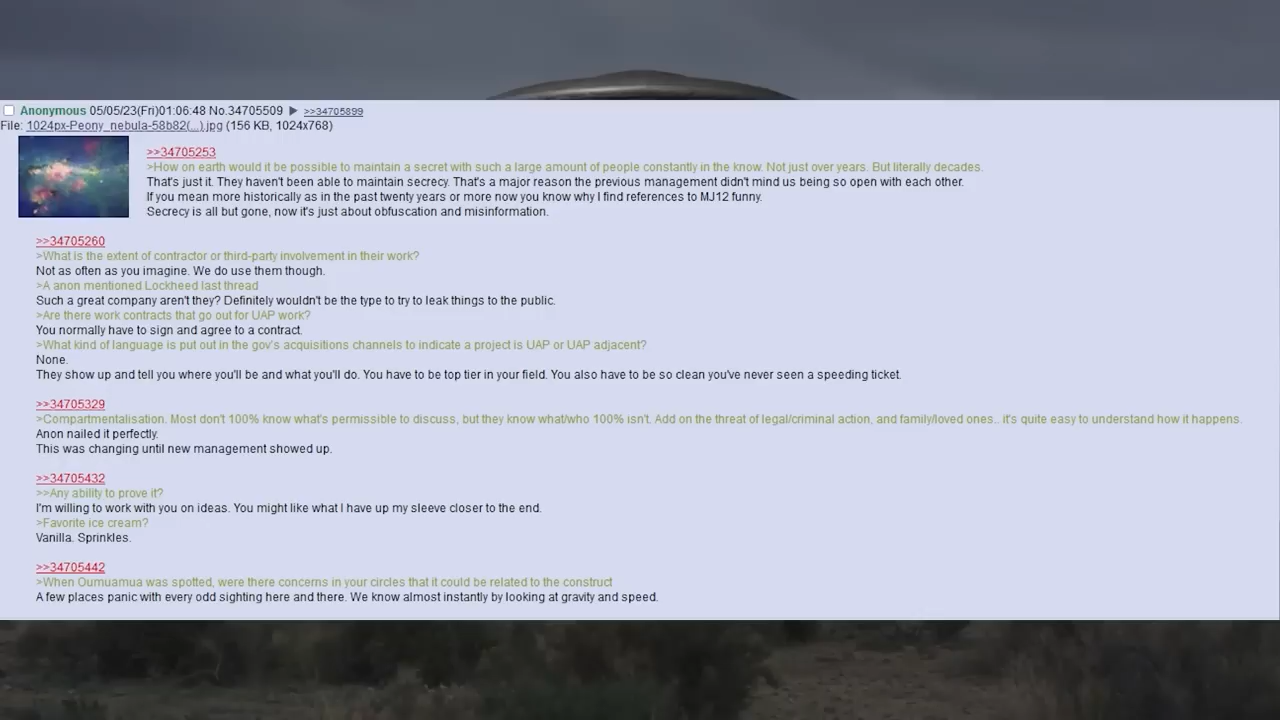 Anonymous 05/05/23(Fri)01:06:48 No.34705509 ▶ >>34705899
File: 1024px-Peony_nebula-58b82(...).jpg (156 KB, 1024x768)
>>34705253
>How on earth would it be possible to maintain a secret with such a large amount of people constantly in the know. Not just over years. But literally decades.
That's just it. They haven't been able to maintain secrecy. That's a major reason the previous management didn't mind us being so open with each other.
If you mean more historically as in the past twenty years or more now you know why I find references to MJ12 funny.
Secrecy is all but gone, now it's just about obfuscation and misinformation.
>>34705260
>What is the extent of contractor or third-party involvement in their work?
Not as often as you imagine. We do use them though.
>A anon mentioned Lockheed last thread
Such a great company aren't they? Definitely wouldn't be the type to try to leak things to the public.
>Are there work contracts that go out for UAP work?
You normally have to sign and agree to a contract.
>What kind of language is put out in the gov's acquisitions channels to indicate a project is UAP or UAP adjacent?
None.
They show up and tell you where you'll be and what you'll do. You have to be top tier in your field. You also have to be so clean you've never seen a speeding ticket.
>>34705329
>Compartmentalisation. Most don't 100% know what's permissible to discuss, but they know what/who 100% isn't. Add on the threat of legal/criminal action, and family/loved ones.. it's quite easy to understand how it happens.
Anon nailed it perfectly.
This was changing until new management showed up.
>>34705432
>>Any ability to prove it?
I'm willing to work with you on ideas. You might like what I have up my sleeve closer to the end.
>Favorite ice cream?
Vanilla. Sprinkles.
>>34705442
>When Oumuamua was spotted, were there concerns in your circles that it could be related to the construct
A few places panic with every odd sighting here and there. We know almost instantly by looking at gravity and speed.